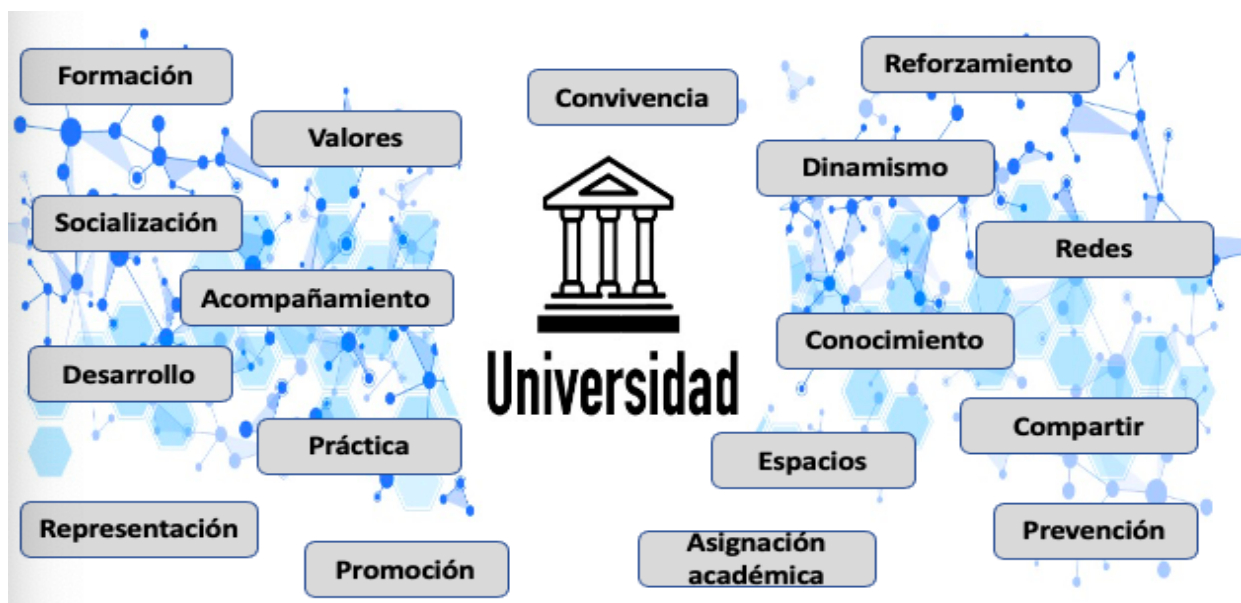 Formación
Convivencia
Reforzamiento
Valores
Dinamismo
Socialización
Redes
Acompañamiento
Conocimiento
Desarrollo
Universidad
Práctica
Compartir
Espacios
Representación
Prevención
Promoción
Asignación
académica